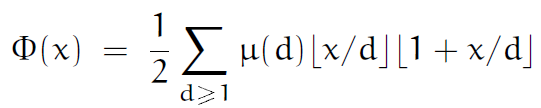 Φ(x) = 1/2 ∑_{d⩾1} μ(d)⌊x/d⌋⌊1 + x/d⌋